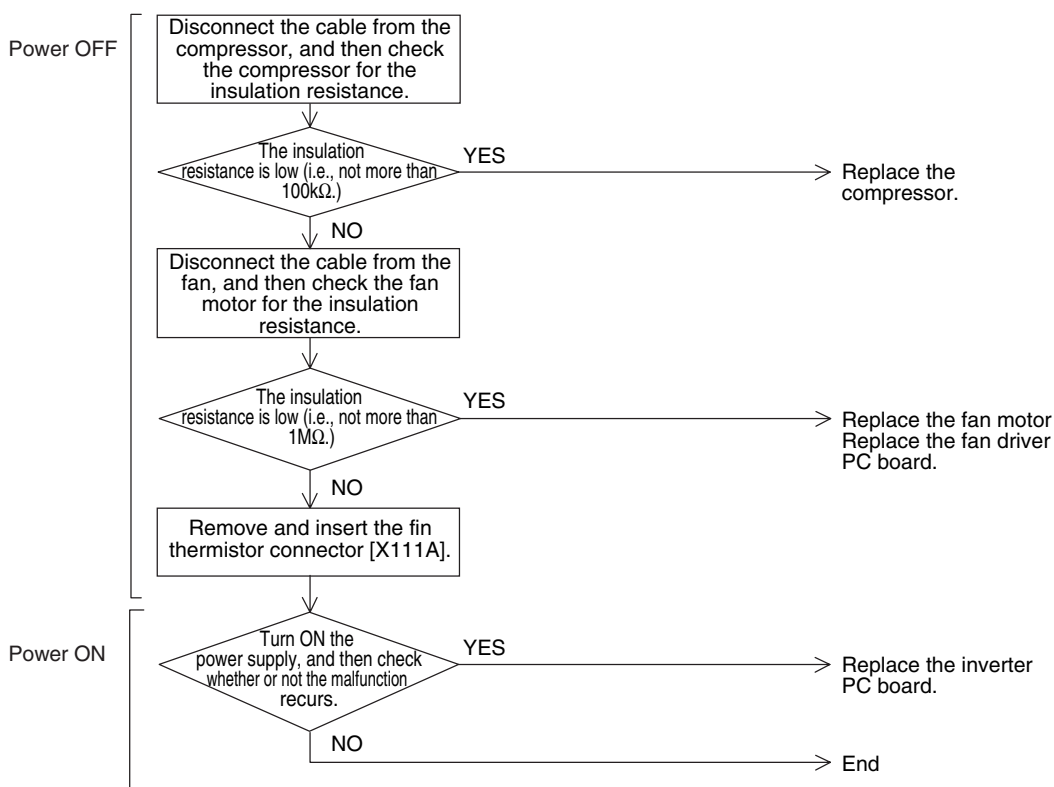 Power OFF
Disconnect the cable from the
compressor, and then check
the compressor for the
insulation resistance.
The insulation
resistance is low (i.e., not more than
100kΩ.)
YES
Replace the
compressor.
NO
Disconnect the cable from the
fan, and then check the fan
motor for the insulation
resistance.
The insulation
resistance is low (i.e., not more than
1MΩ.)
YES
Replace the fan motor
Replace the fan driver
PC board.
NO
Remove and insert the fin
thermistor connector [X111A].
Power ON
Turn ON the
power supply, and then check
whether or not the malfunction
recurs.
YES
Replace the inverter
PC board.
NO
End